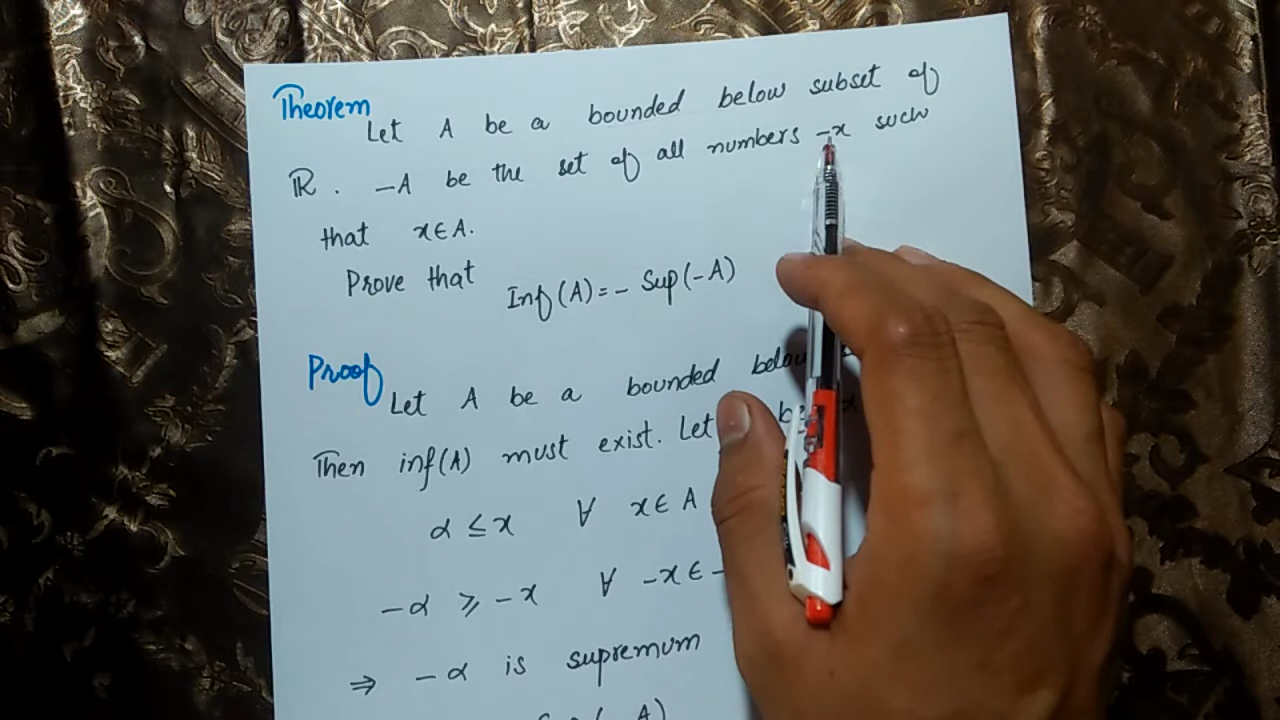 Theorem
Let A be a bounded below subset of
ℝ. -A be the set of all numbers -x such
that x∈A.
Prove that
Inf(A) = - Sup(-A)
Proof
Let A be a bounded below
Then inf(A) must exist. Let
α ≤ x ∀ x∈A
-α ≥ -x ∀ -x∈-
⇒ -α is supremum
A)